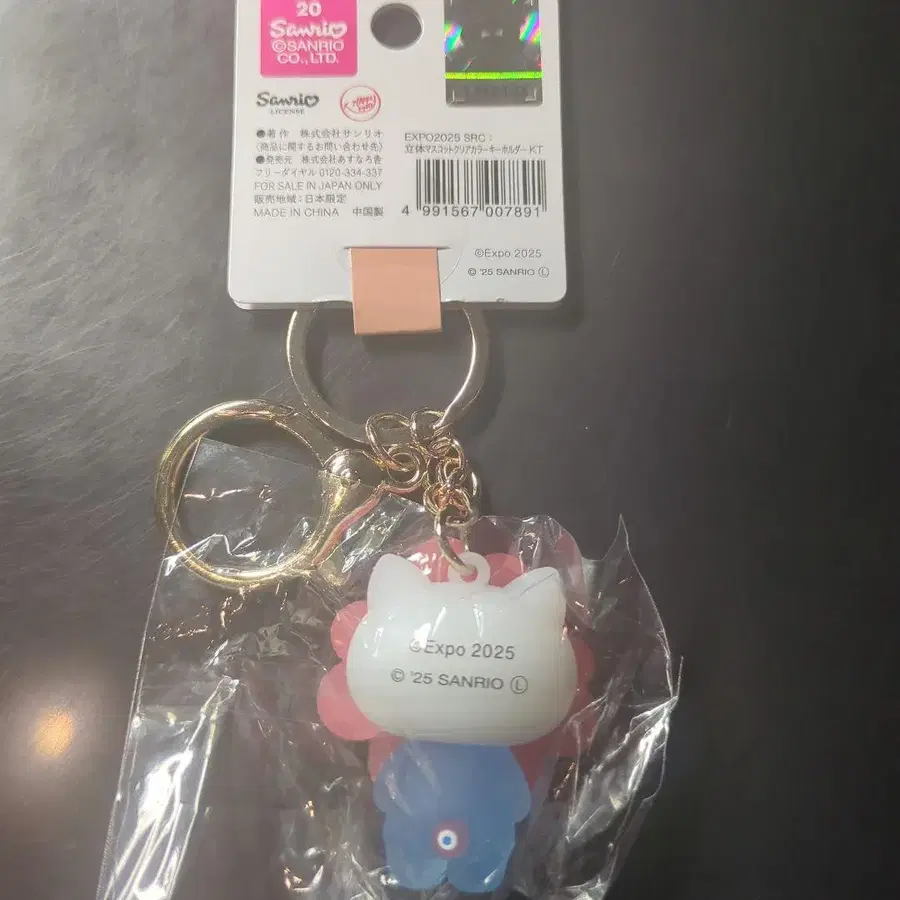 20
Sanrio
©SANRIO
CO., LTD.
Sanrio
LICENSE
●著作 株式会社サンリオ
〈商品に関するお問い合わせ先〉
●発売元 株式会社あすなろ舎
フリーダイヤル 0120-334-337
FOR SALE IN JAPAN ONLY
販売地域：日本限定
MADE IN CHINA 中国製
EXPO2025 SRC：
立体マスコットクリアカラーキーホルダー KT
4 991567 007891
©Expo 2025
© '25 SANRIO Ⓛ
©Expo 2025
© '25 SANRIO Ⓛ